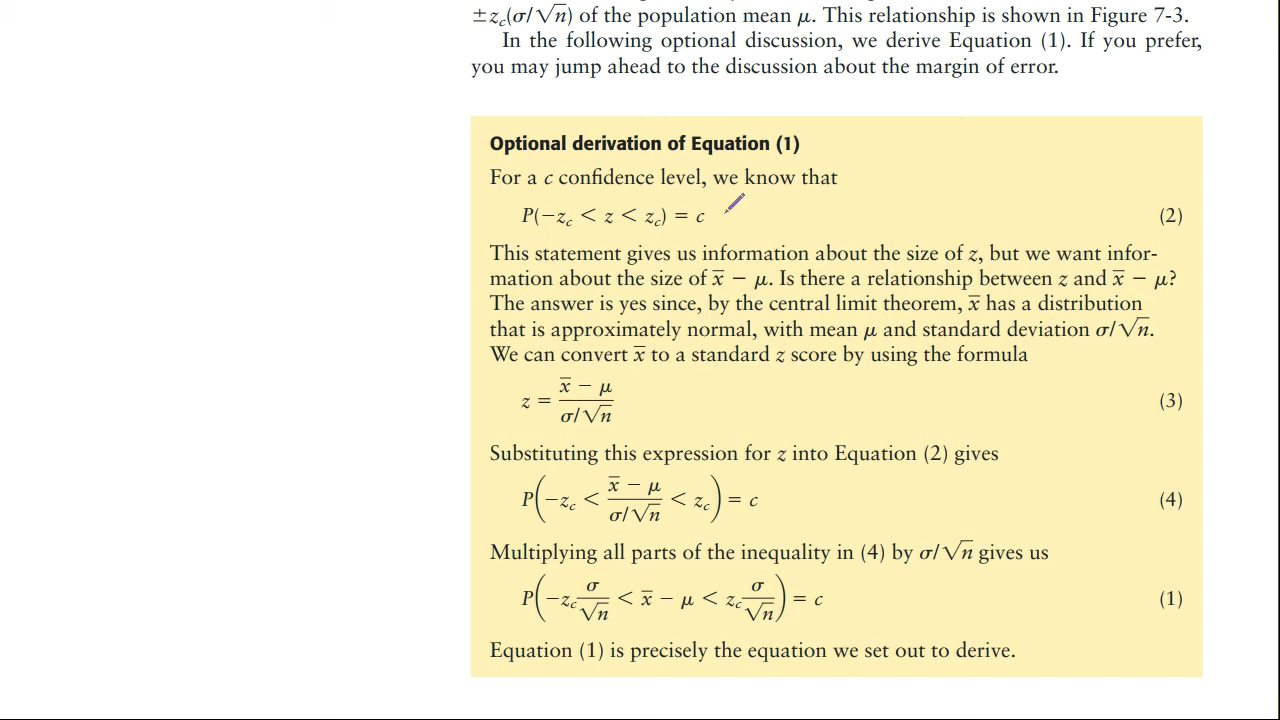 ±z_c(σ/√n) of the population mean μ. This relationship is shown in Figure 7-3.
In the following optional discussion, we derive Equation (1). If you prefer,
you may jump ahead to the discussion about the margin of error.
Optional derivation of Equation (1)
For a c confidence level, we know that
P(−z_c < z < z_c) = c (2)
This statement gives us information about the size of z, but we want infor-
mation about the size of x̅ − μ. Is there a relationship between z and x̅ − μ?
The answer is yes since, by the central limit theorem, x̅ has a distribution
that is approximately normal, with mean μ and standard deviation σ/√n.
We can convert x̅ to a standard z score by using the formula
z = (x̅ − μ)/(σ/√n) (3)
Substituting this expression for z into Equation (2) gives
P(−z_c < (x̅ − μ)/(σ/√n) < z_c) = c (4)
Multiplying all parts of the inequality in (4) by σ/√n gives us
P(−z_c σ/√n < x̅ − μ < z_c σ/√n) = c (1)
Equation (1) is precisely the equation we set out to derive.